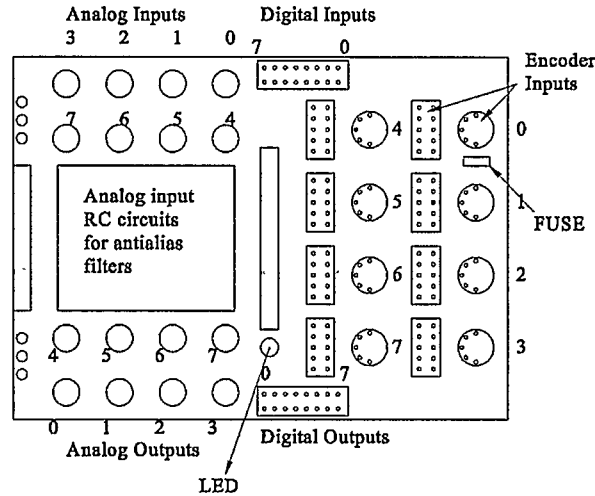 Analog Inputs
Digital Inputs
3 2 1 0
7 0
Encoder
Inputs
7 6 5 4
4 0
Analog input
RC circuits
for antialias
filters
5 1
FUSE
6 2
4 5 6 7
7 3
0 7
0 1 2 3
Analog Outputs
Digital Outputs
LED